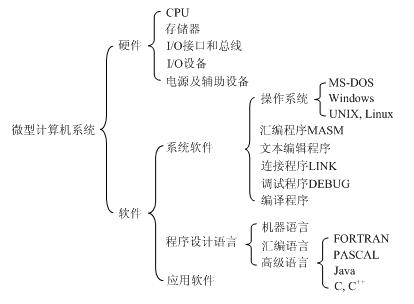 微型计算机系统
硬件
CPU
存储器
I/O接口和总线
I/O设备
电源及辅助设备
软件
系统软件
操作系统
MS-DOS
Windows
UNIX, Linux
汇编程序MASM
文本编辑程序
连接程序LINK
调试程序DEBUG
编译程序
程序设计语言
机器语言
汇编语言
高级语言
FORTRAN
PASCAL
Java
C, C++
应用软件